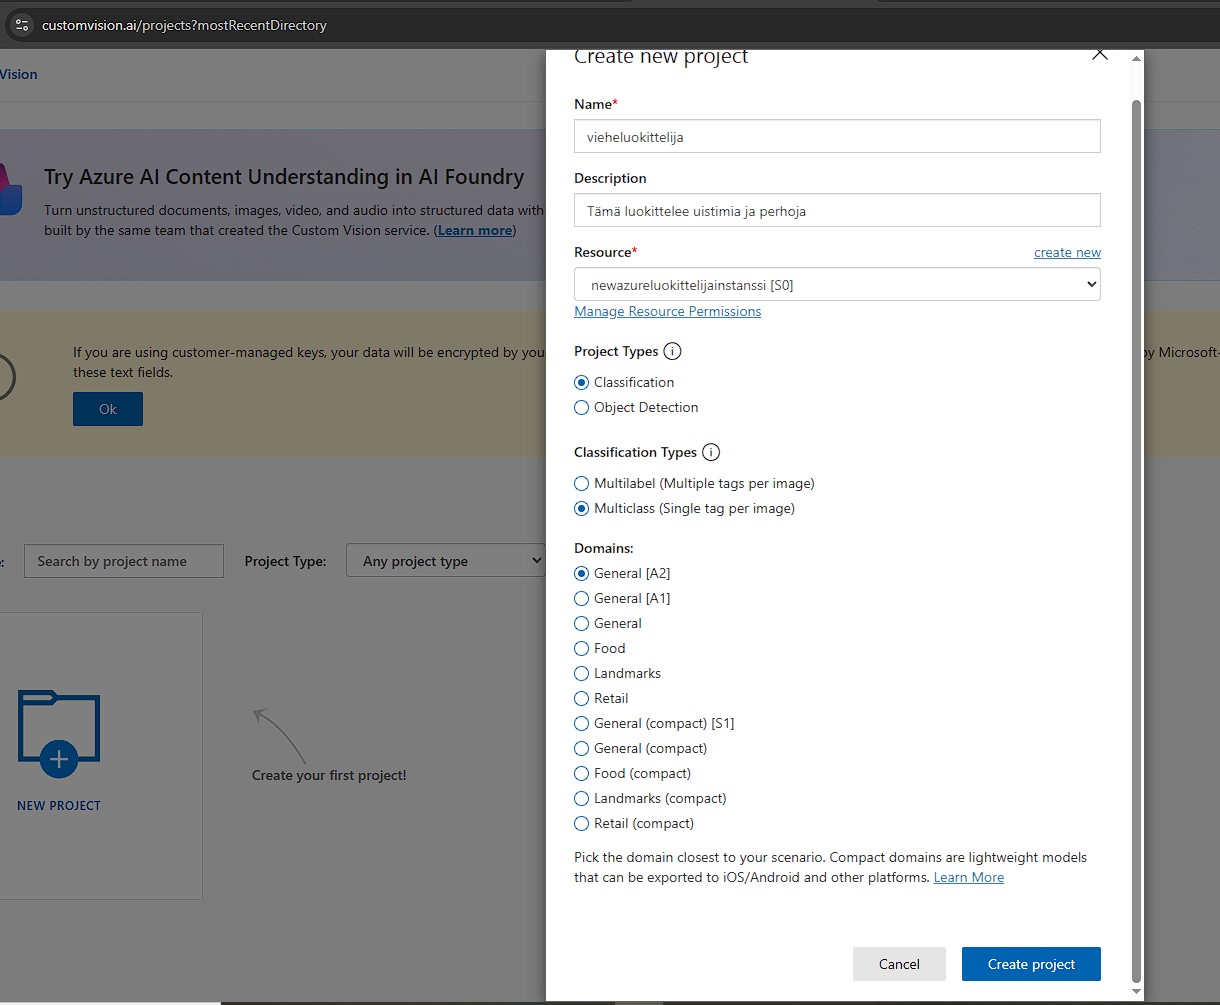 customvision.ai/projects?mostRecentDirectory
Vision
Try Azure AI Content Understanding in AI Foundry
Turn unstructured documents, images, video, and audio into structured data with
built by the same team that created the Custom Vision service. (Learn more)
If you are using customer-managed keys, your data will be encrypted by you
by Microsoft-
these text fields.
Ok
Search by project name
Project Type:
Any project type
NEW PROJECT
Create your first project!
Create new project
Name*
vieheluokittelija
Description
Tämä luokittelee uistimia ja perhoja
Resource*
create new
newazureluokittelijainstanssi [S0]
Manage Resource Permissions
Project Types
Classification
Object Detection
Classification Types
Multilabel (Multiple tags per image)
Multiclass (Single tag per image)
Domains:
General [A2]
General [A1]
General
Food
Landmarks
Retail
General (compact) [S1]
General (compact)
Food (compact)
Landmarks (compact)
Retail (compact)
Pick the domain closest to your scenario. Compact domains are lightweight models
that can be exported to iOS/Android and other platforms. Learn More
Cancel
Create project